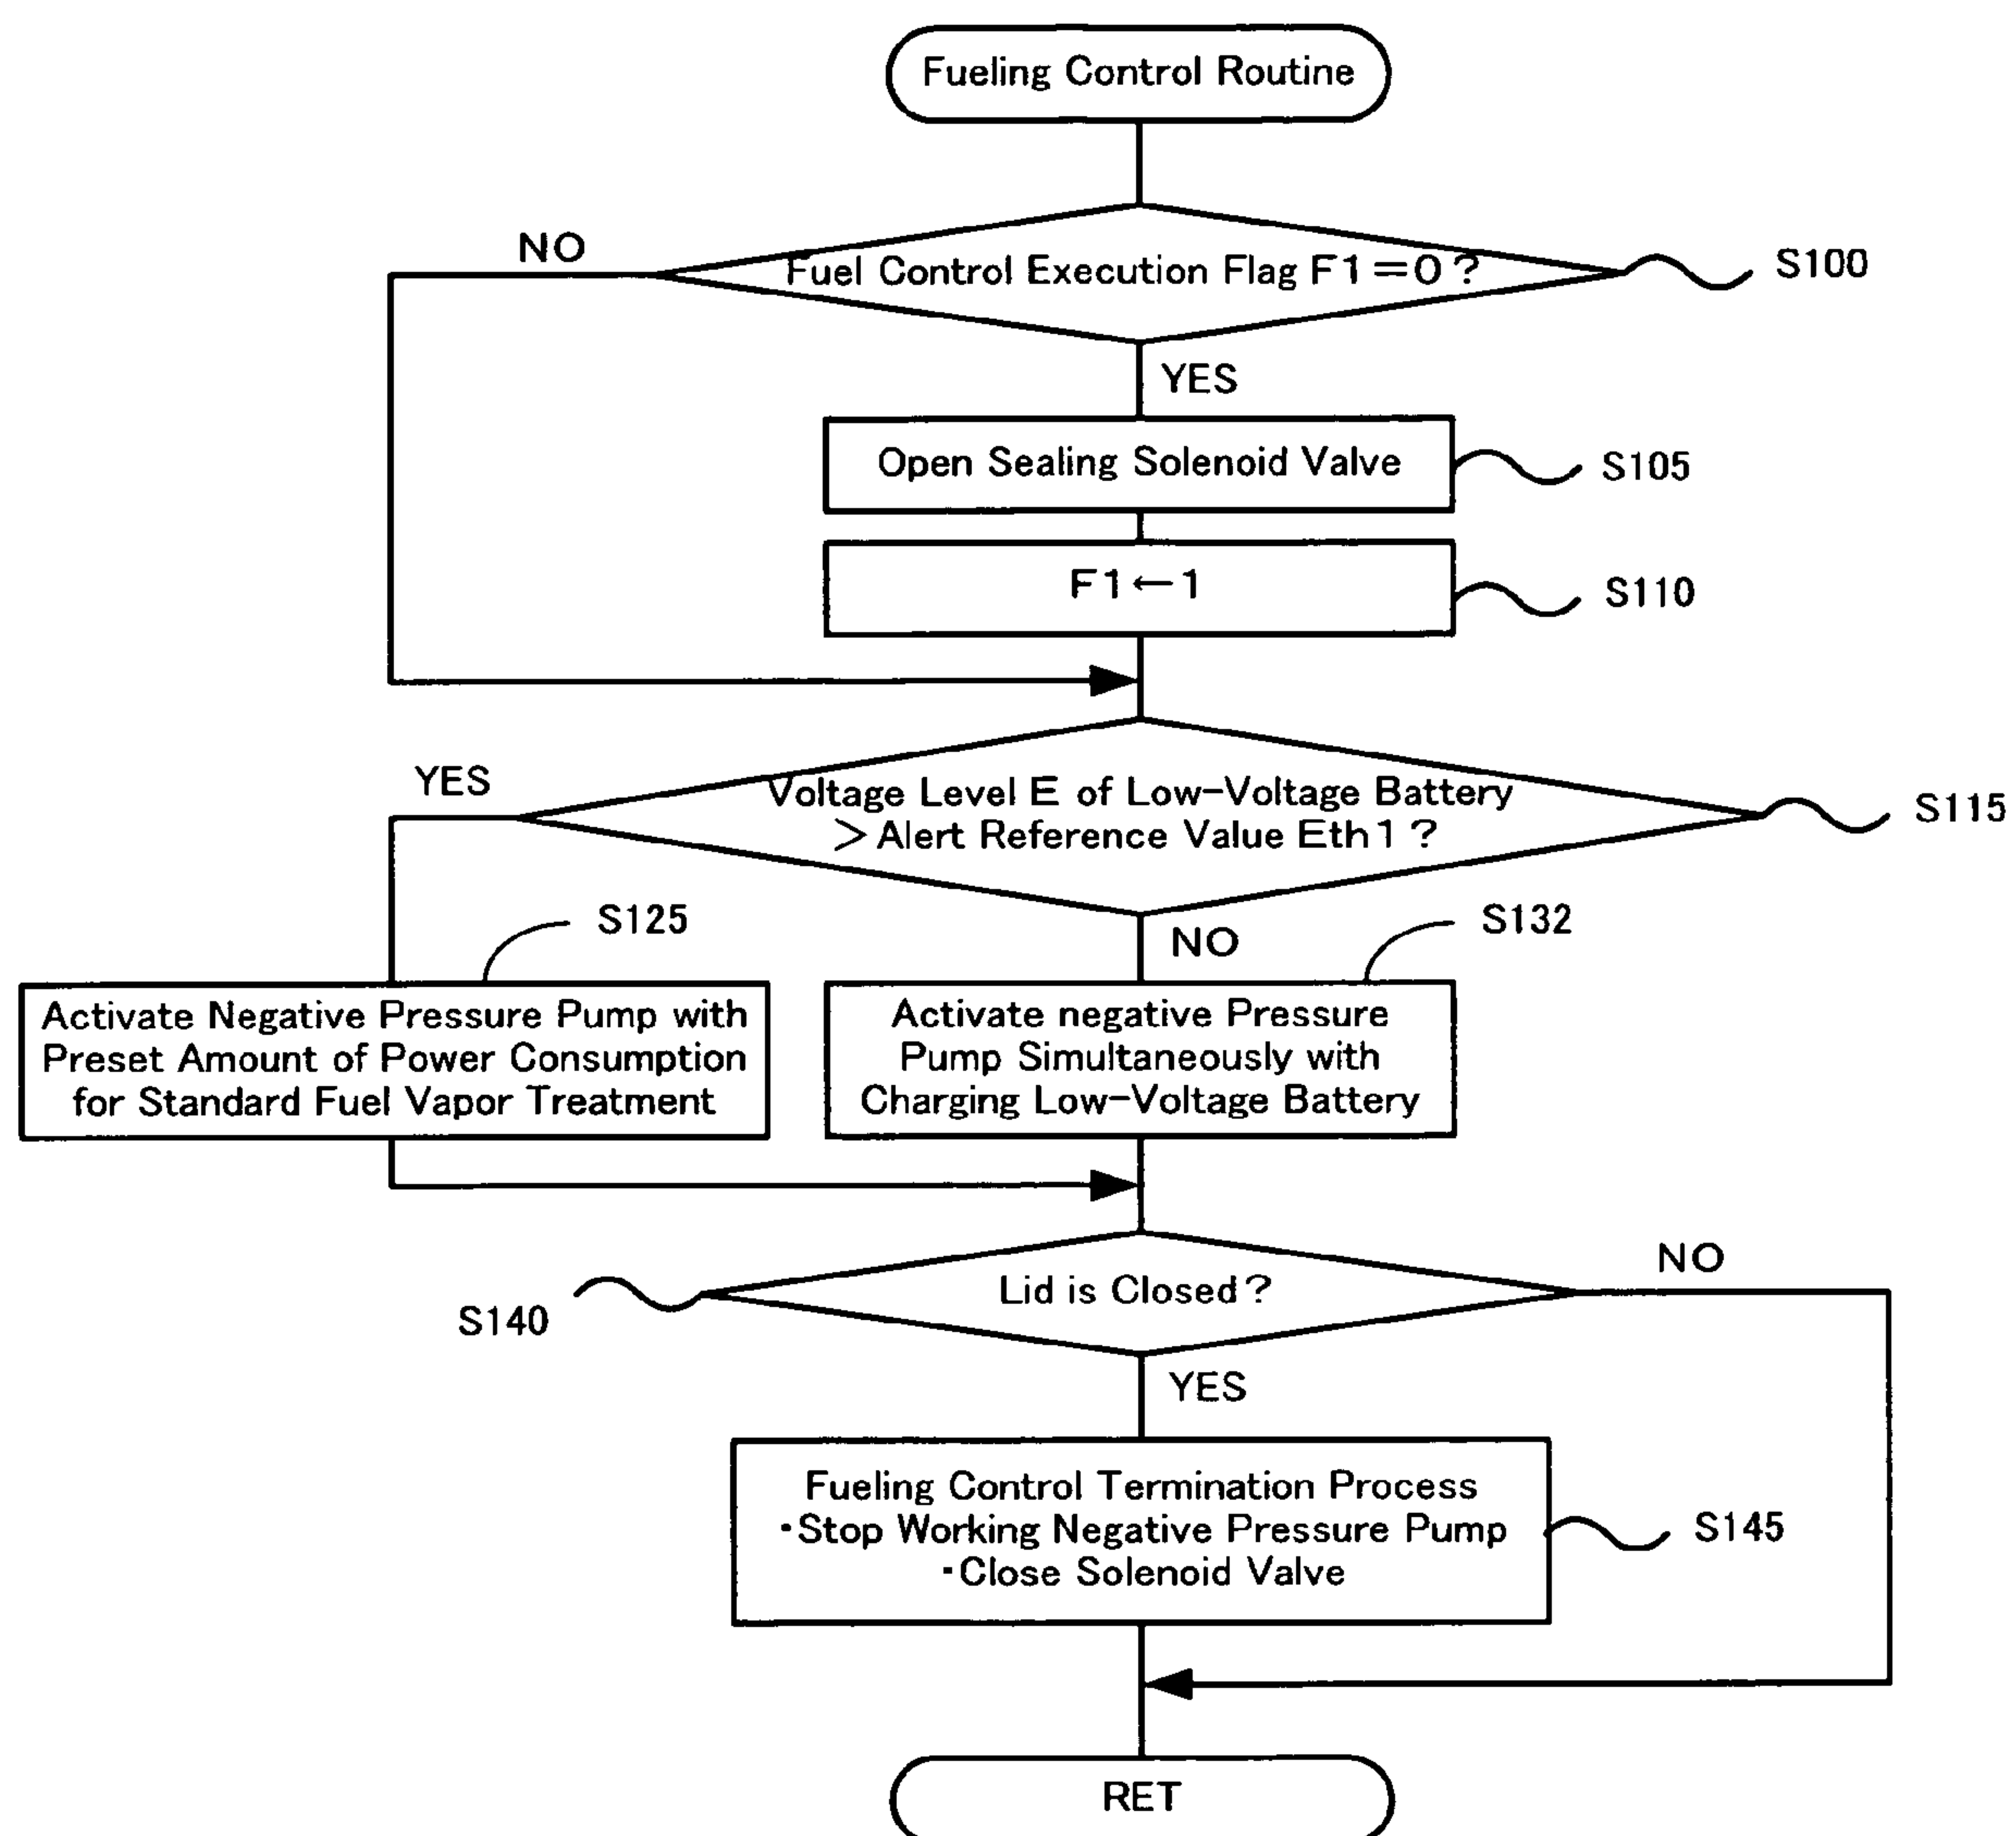 Fueling Control Routine
NO
Fuel Control Execution Flag F1=0?
S100
YES
Open Sealing Solenoid Valve
S105
F1←1
S110
YES
Voltage Level E of Low-Voltage Battery
>Alert Reference Value Eth1?
S115
S125
NO
S132
Activate Negative Pressure Pump with
Preset Amount of Power Consumption
for Standard Fuel Vapor Treatment
Activate negative Pressure
Pump Simultaneously with
Charging Low-Voltage Battery
NO
Lid is Closed?
S140
YES
Fueling Control Termination Process
・Stop Working Negative Pressure Pump
・Close Solenoid Valve
S145
RET